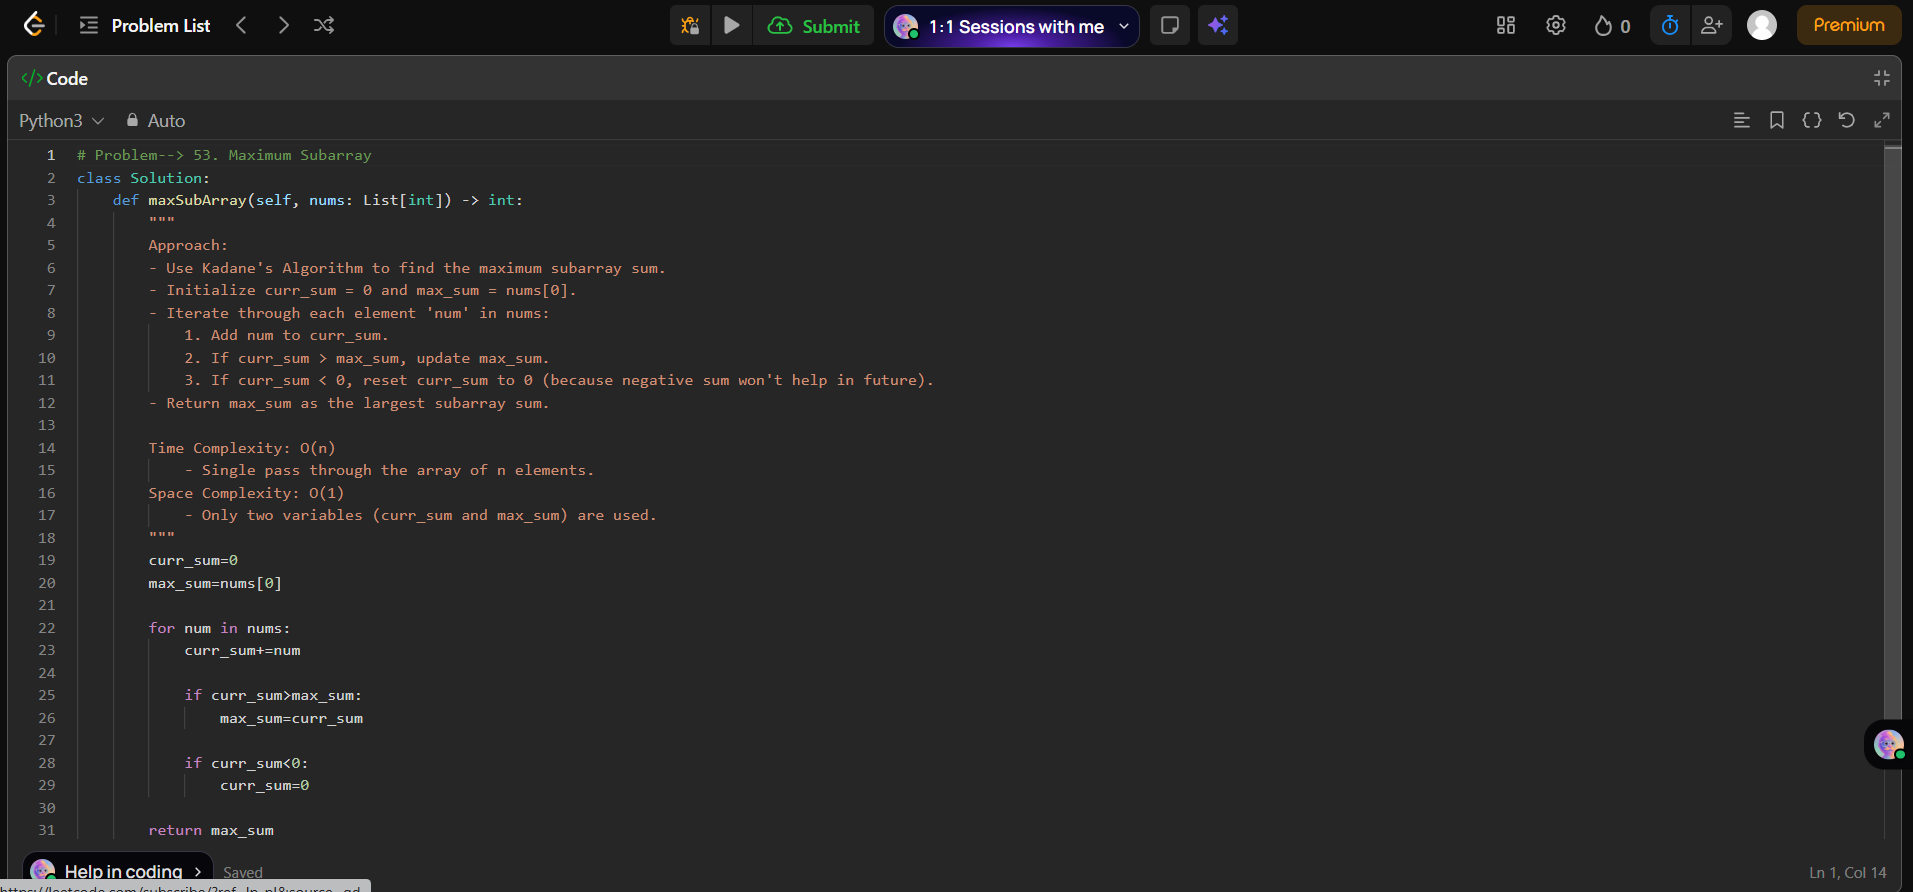 Problem List
Submit
1:1 Sessions with me
0
Premium
</> Code
Python3
Auto
1 # Problem--> 53. Maximum Subarray
2 class Solution:
3     def maxSubArray(self, nums: List[int]) -> int:
4         """
5         Approach:
6         - Use Kadane's Algorithm to find the maximum subarray sum.
7         - Initialize curr_sum = 0 and max_sum = nums[0].
8         - Iterate through each element 'num' in nums:
9             1. Add num to curr_sum.
10             2. If curr_sum > max_sum, update max_sum.
11             3. If curr_sum < 0, reset curr_sum to 0 (because negative sum won't help in future).
12         - Return max_sum as the largest subarray sum.
13
14         Time Complexity: O(n)
15             - Single pass through the array of n elements.
16         Space Complexity: O(1)
17             - Only two variables (curr_sum and max_sum) are used.
18         """
19         curr_sum=0
20         max_sum=nums[0]
21
22         for num in nums:
23             curr_sum+=num
24
25             if curr_sum>max_sum:
26                 max_sum=curr_sum
27
28             if curr_sum<0:
29                 curr_sum=0
30
31         return max_sum
Help in coding
Saved
Ln 1, Col 14